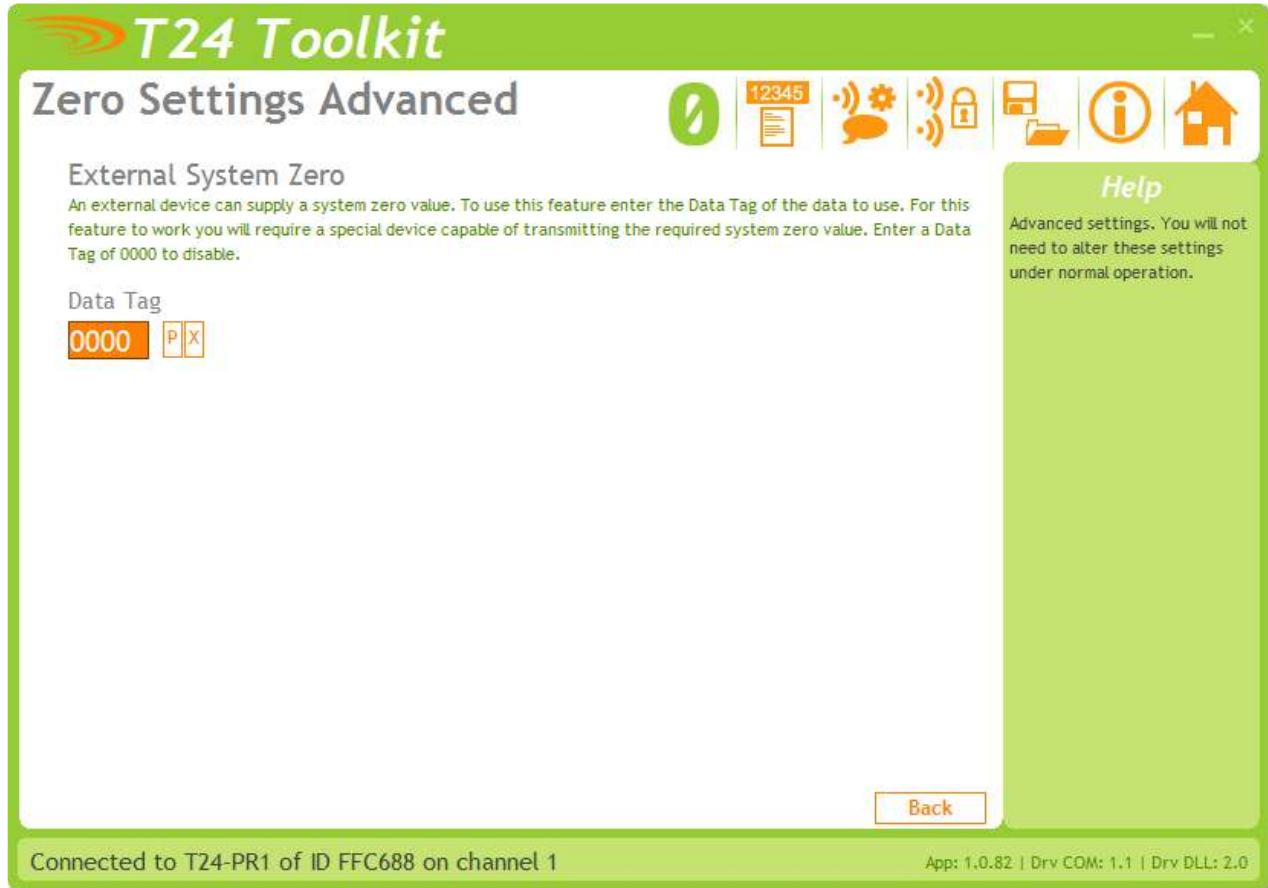 T24 Toolkit
Zero Settings Advanced
0
12345
External System Zero
An external device can supply a system zero value. To use this feature enter the Data Tag of the data to use. For this
feature to work you will require a special device capable of transmitting the required system zero value. Enter a Data
Tag of 0000 to disable.
Data Tag
0000 P X
Back
Help
Advanced settings. You will not
need to alter these settings
under normal operation.
Connected to T24-PR1 of ID FFC688 on channel 1
App: 1.0.82 | Drv COM: 1.1 | Drv DLL: 2.0